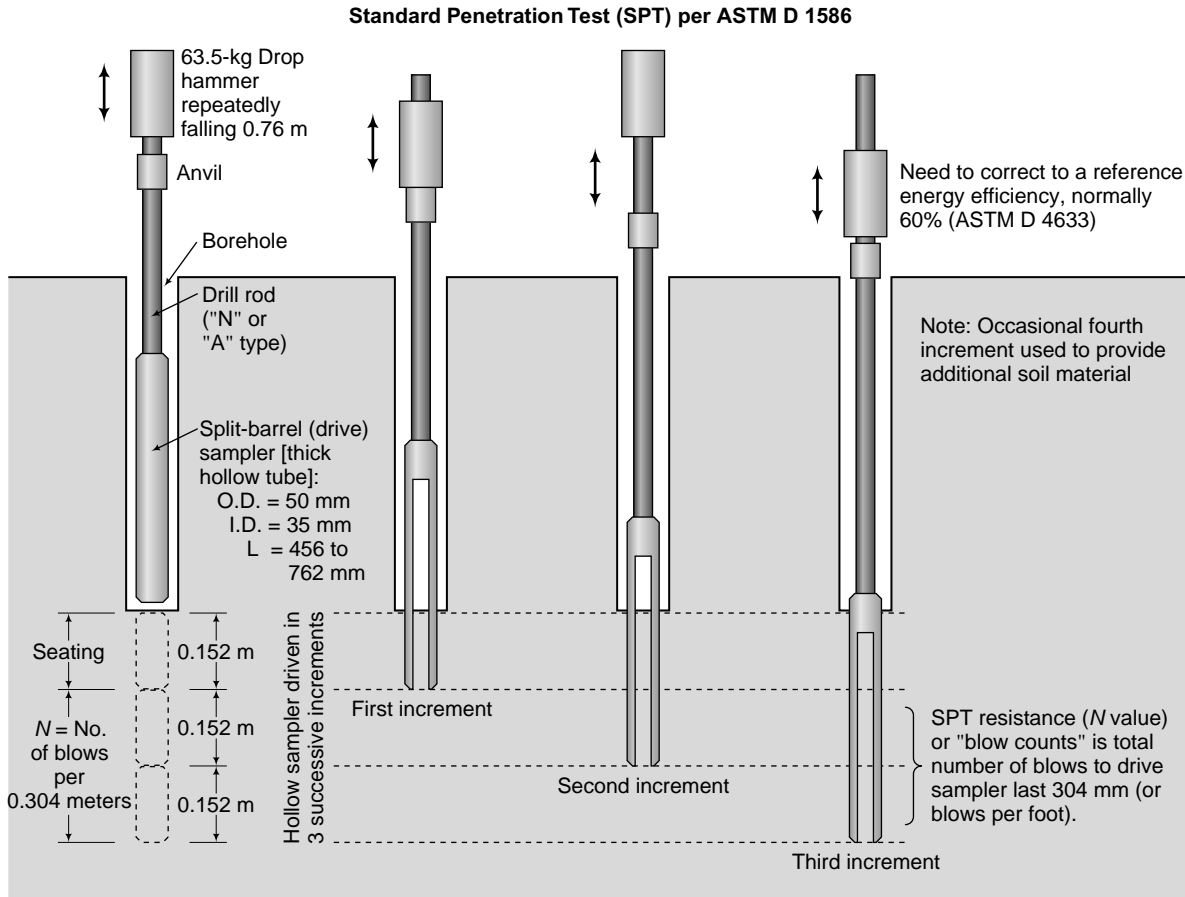 Standard Penetration Test (SPT) per ASTM D 1586
63.5-kg Drop
hammer
repeatedly
falling 0.76 m
Anvil
Borehole
Drill rod
("N" or
"A" type)
Split-barrel (drive)
sampler [thick
hollow tube]:
O.D. = 50 mm
I.D. = 35 mm
L = 456 to
762 mm
Need to correct to a reference
energy efficiency, normally
60% (ASTM D 4633)
Note: Occasional fourth
increment used to provide
additional soil material
Seating
0.152 m
N = No.
of blows
per
0.304 meters
0.152 m
0.152 m
Hollow sampler driven in
3 successive increments
First increment
Second increment
Third increment
SPT resistance (N value)
or "blow counts" is total
number of blows to drive
sampler last 304 mm (or
blows per foot).